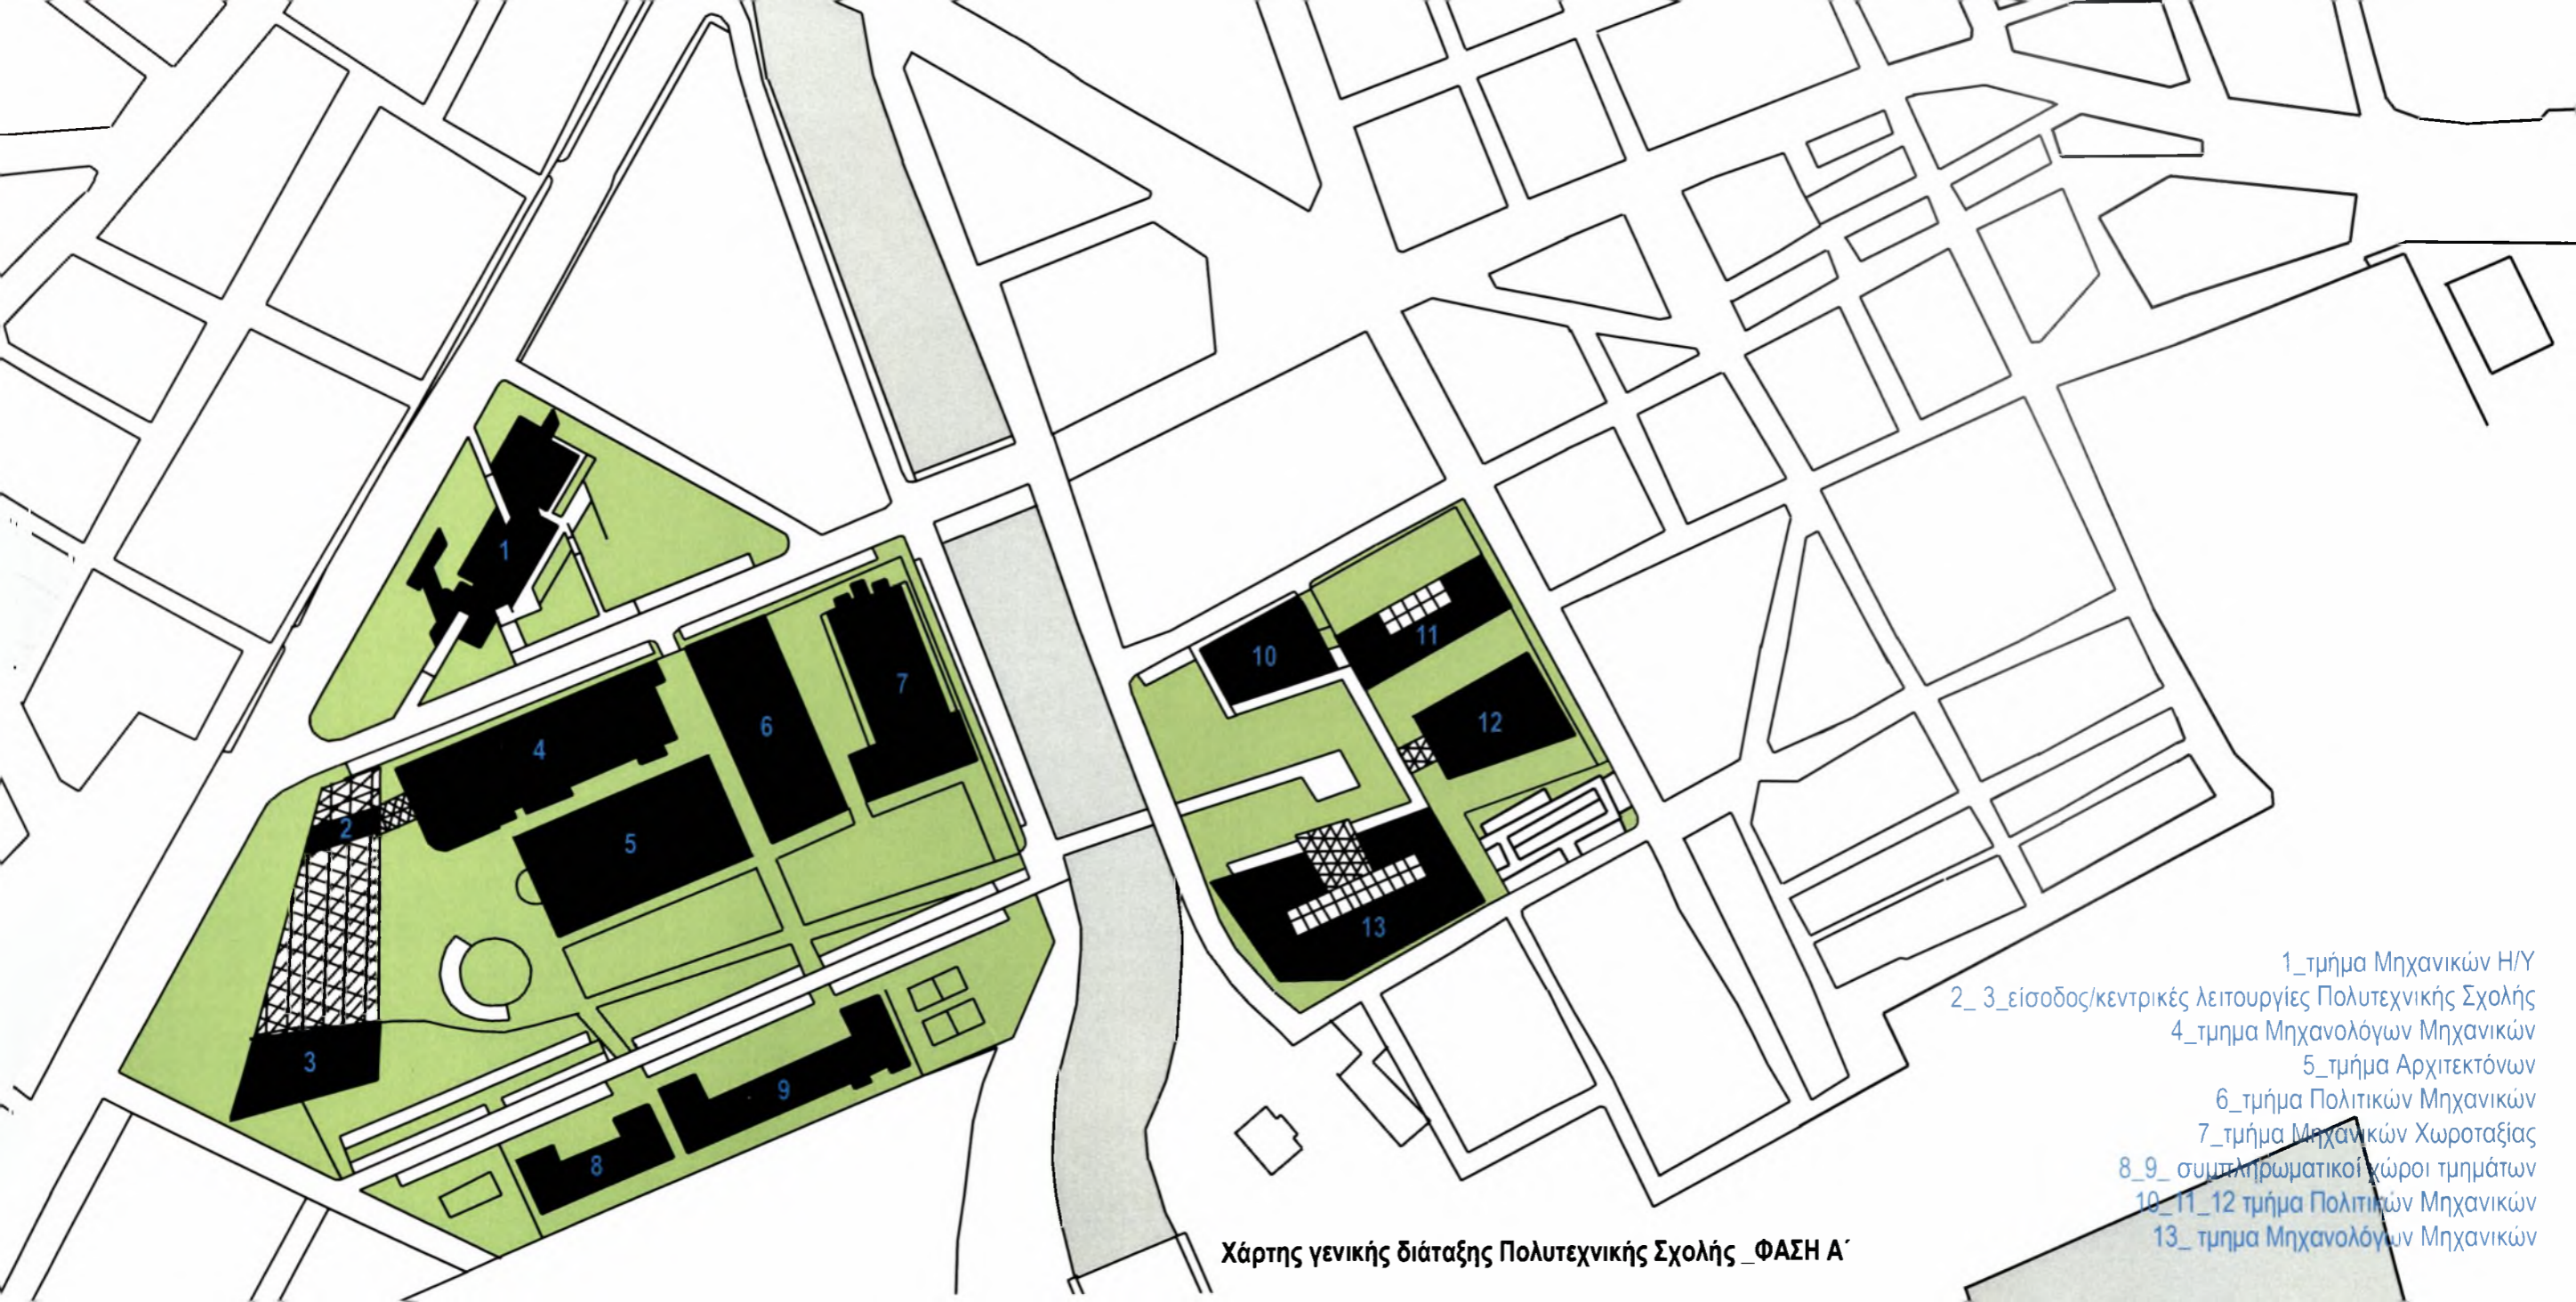 1
10
11
6
7
12
4
2
5
13
3
9
8
1_τμήμα Μηχανικών Η/Υ
2_ 3_είσοδος/κεντρικές λειτουργίες Πολυτεχνικής Σχολής
4_τμημα Μηχανολόγων Μηχανικών
5_τμήμα Αρχιτεκτόνων
6_τμήμα Πολιτικών Μηχανικών
7_τμήμα Μηχανικών Χωροταξίας
8_9_ συμπληρωματικοί χώροι τμημάτων
10_11_12 τμήμα Πολιτικών Μηχανικών
13_ τμημα Μηχανολόγων Μηχανικών
Χάρτης γενικής διάταξης Πολυτεχνικής Σχολής _ΦΑΣΗ Α΄